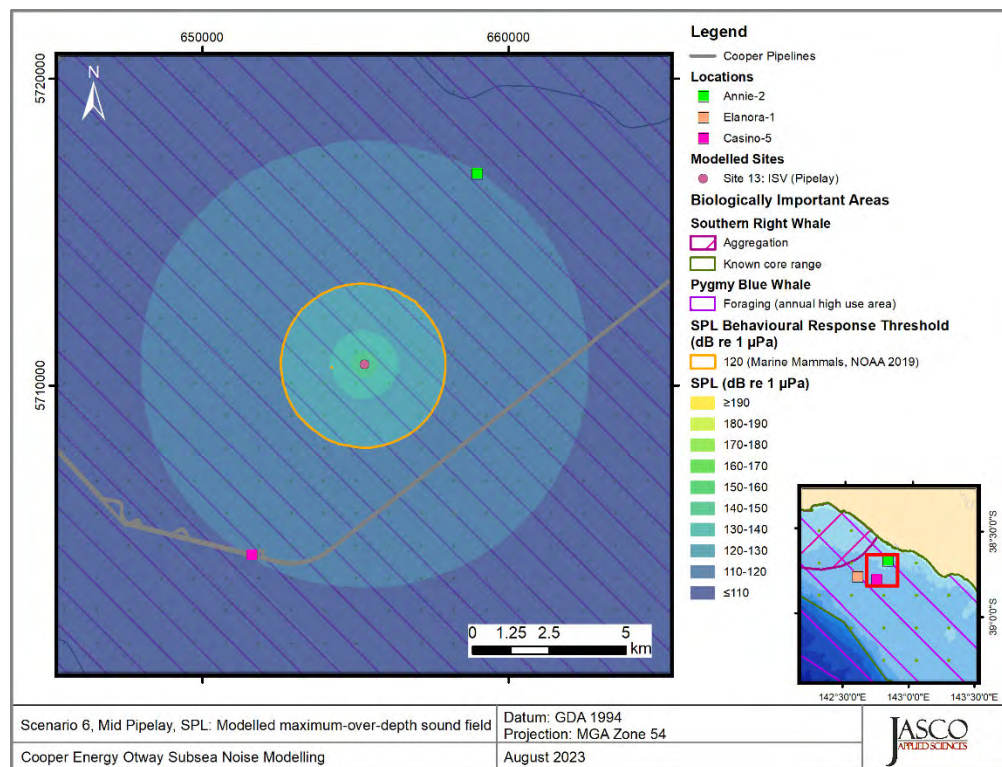 650000
660000
5720000
5710000
N
0 1.25 2.5 5
km
Legend
Cooper Pipelines
Locations
Annie-2
Elanora-1
Casino-5
Modelled Sites
Site 13: ISV (Pipelay)
Biologically Important Areas
Southern Right Whale
Aggregation
Known core range
Pygmy Blue Whale
Foraging (annual high use area)
SPL Behavioural Response Threshold
(dB re 1 µPa)
120 (Marine Mammals, NOAA 2019)
SPL (dB re 1 µPa)
≥190
180-190
170-180
160-170
150-160
140-150
130-140
120-130
110-120
≤110
38°30'0"S
39°0'0"S
142°30'0"E 143°0'0"E 143°30'0"E
Scenario 6, Mid Pipelay, SPL: Modelled maximum-over-depth sound field
Datum: GDA 1994
Projection: MGA Zone 54
Cooper Energy Otway Subsea Noise Modelling
August 2023
JASCO
APPLIED SCIENCES